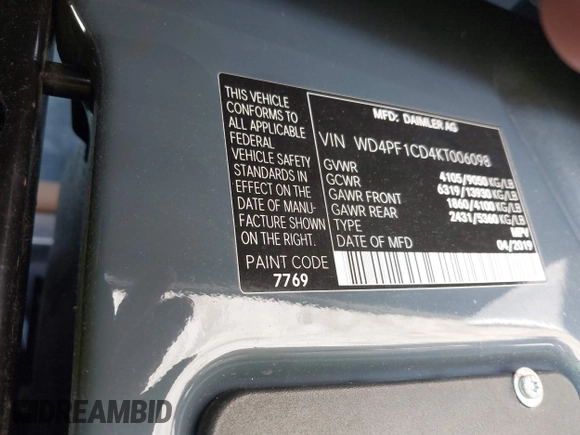 THIS VEHICLE
CONFORMS TO
ALL APPLICABLE
FEDERAL
VEHICLE SAFETY
STANDARDS IN
EFFECT ON THE
DATE OF MANU-
FACTURE SHOWN
ON THE RIGHT.
PAINT CODE
7769
MFD: DAIMLER AG
VIN WD4PF1CD4KT006098
GVWR 4105/9050 KG/LB
GCWR 6319/13930 KG/LB
GAWR FRONT 1860/4100 KG/LB
GAWR REAR 2431/5360 KG/LB
TYPE MPV
DATE OF MFD 04/2019
DREAMBID